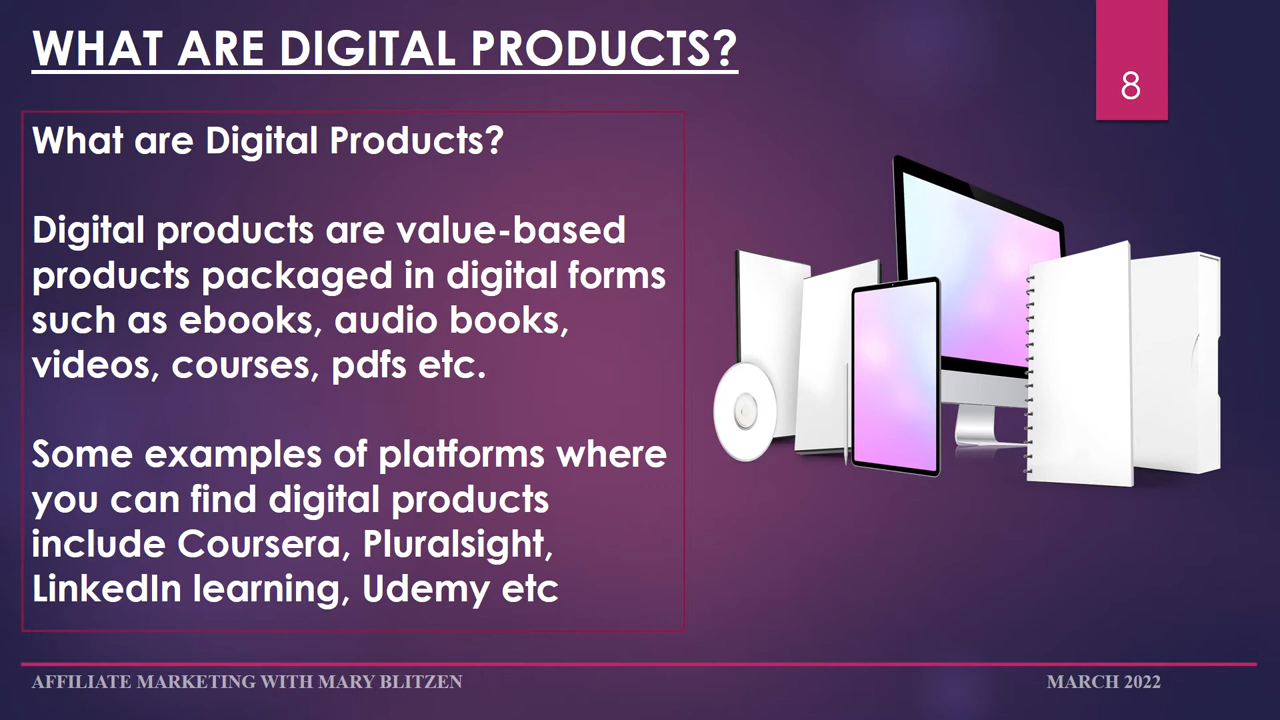 WHAT ARE DIGITAL PRODUCTS?
8
What are Digital Products?
Digital products are value-based
products packaged in digital forms
such as ebooks, audio books,
videos, courses, pdfs etc.
Some examples of platforms where
you can find digital products
include Coursera, Pluralsight,
LinkedIn learning, Udemy etc
AFFILIATE MARKETING WITH MARY BLITZEN
MARCH 2022